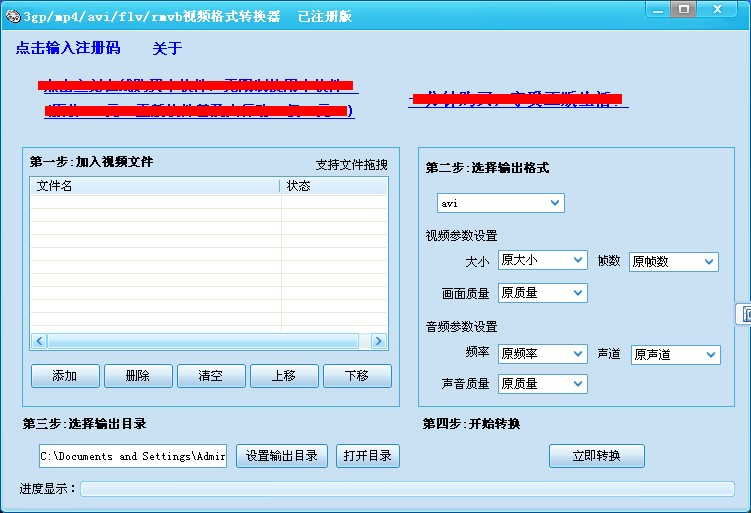 3gp/mp4/avi/flv/rmvb视频格式转换器 已注册版
点击输入注册码 关于
第一步:加入视频文件 支持文件拖拽
文件名 状态
添加 删除 清空 上移 下移
第二步:选择输出格式
avi
视频参数设置
大小 原大小 帧数 原帧数
画面质量 原质量
音频参数设置
频率 原频率 声道 原声道
声音质量 原质量
第三步:选择输出目录
C:\Documents and Settings\Admir 设置输出目录 打开目录
第四步:开始转换
立即转换
进度显示：